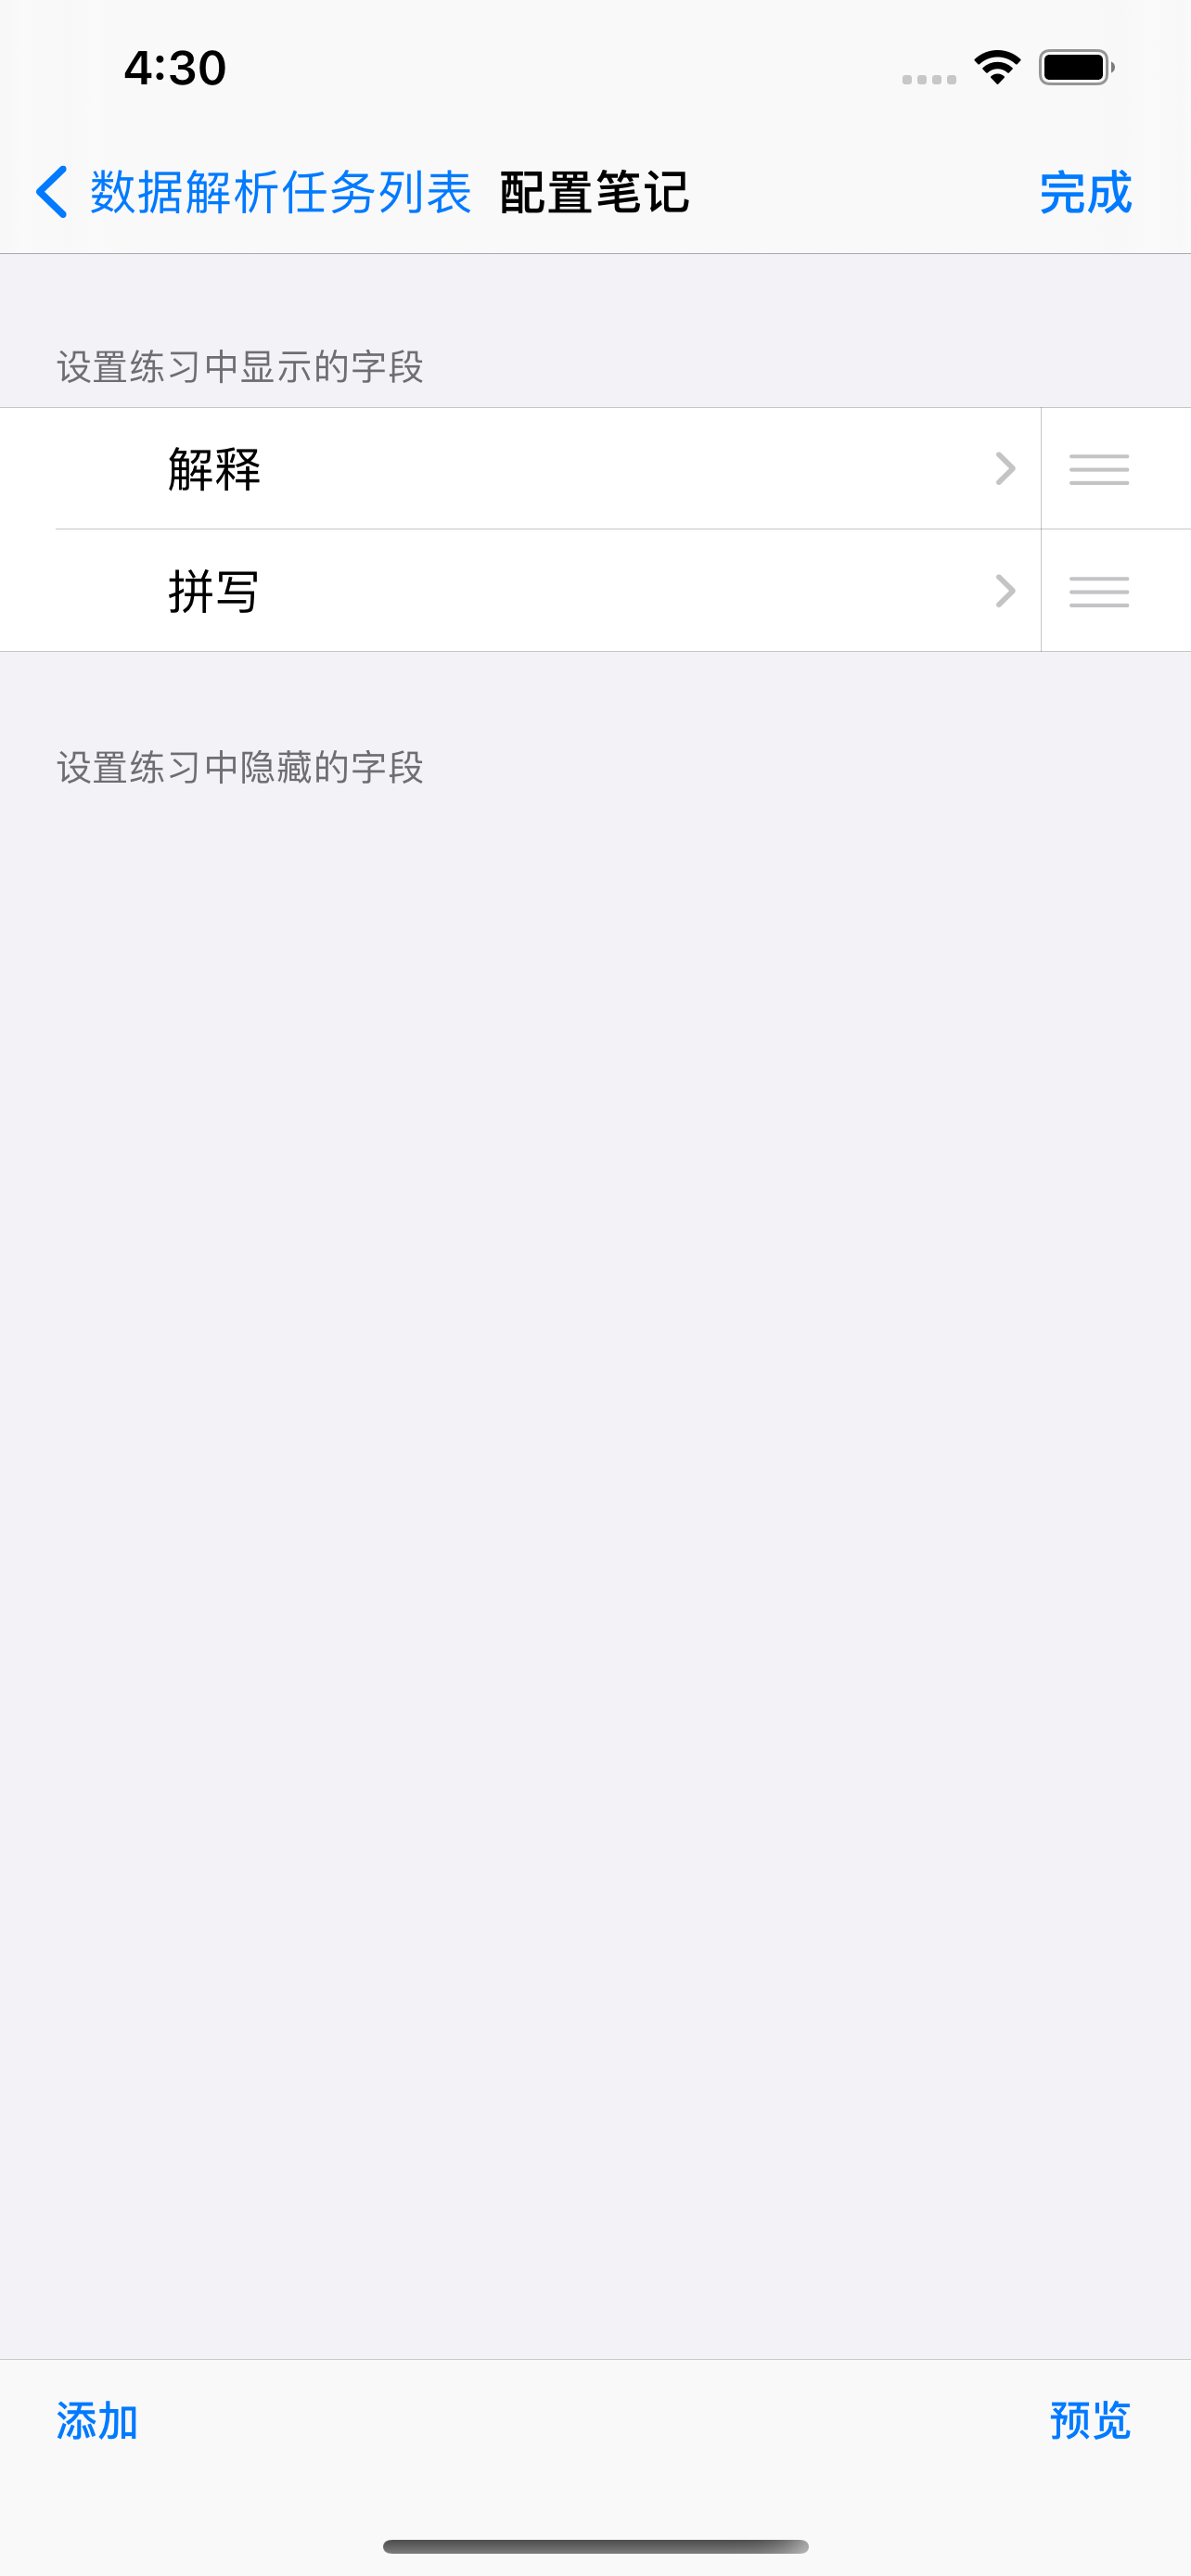 4:30
数据解析任务列表 配置笔记 完成
设置练习中显示的字段
解释
拼写
设置练习中隐藏的字段
添加 预览